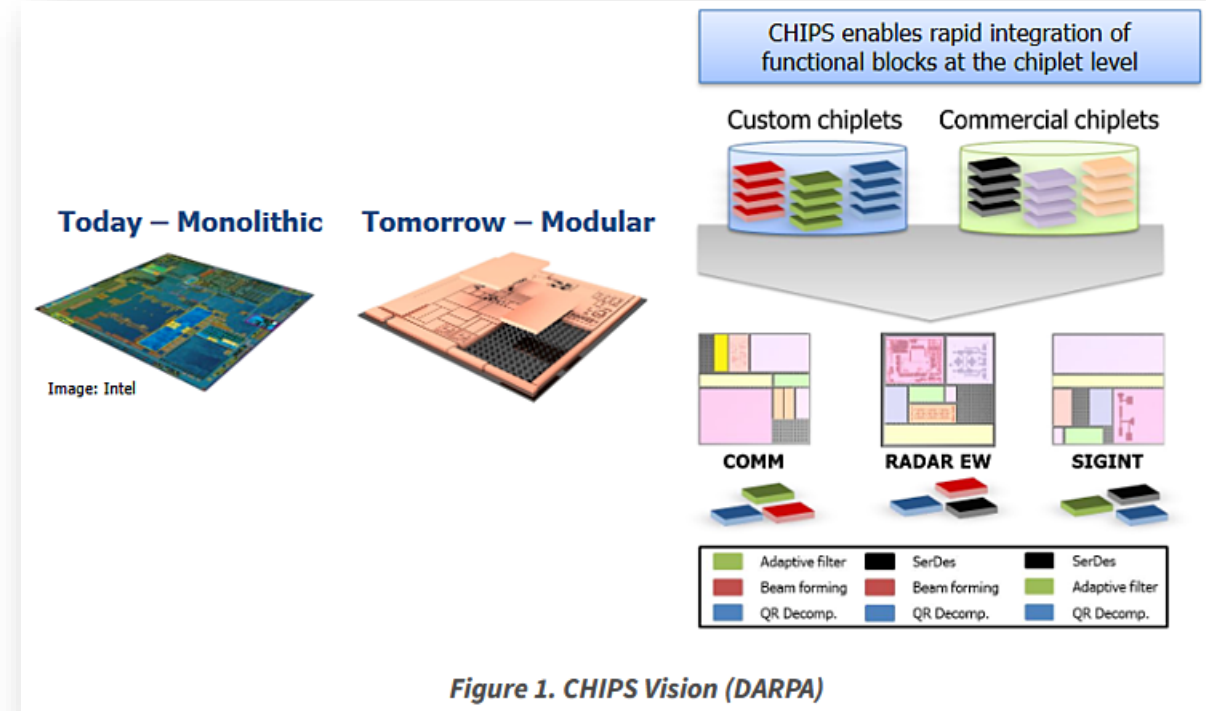 CHIPS enables rapid integration of
functional blocks at the chiplet level
Custom chiplets
Commercial chiplets
Today – Monolithic
Tomorrow – Modular
Image: Intel
COMM
RADAR EW
SIGINT
Adaptive filter
Beam forming
QR Decomp.
SerDes
Beam forming
QR Decomp.
SerDes
Adaptive filter
QR Decomp.
Figure 1. CHIPS Vision (DARPA)